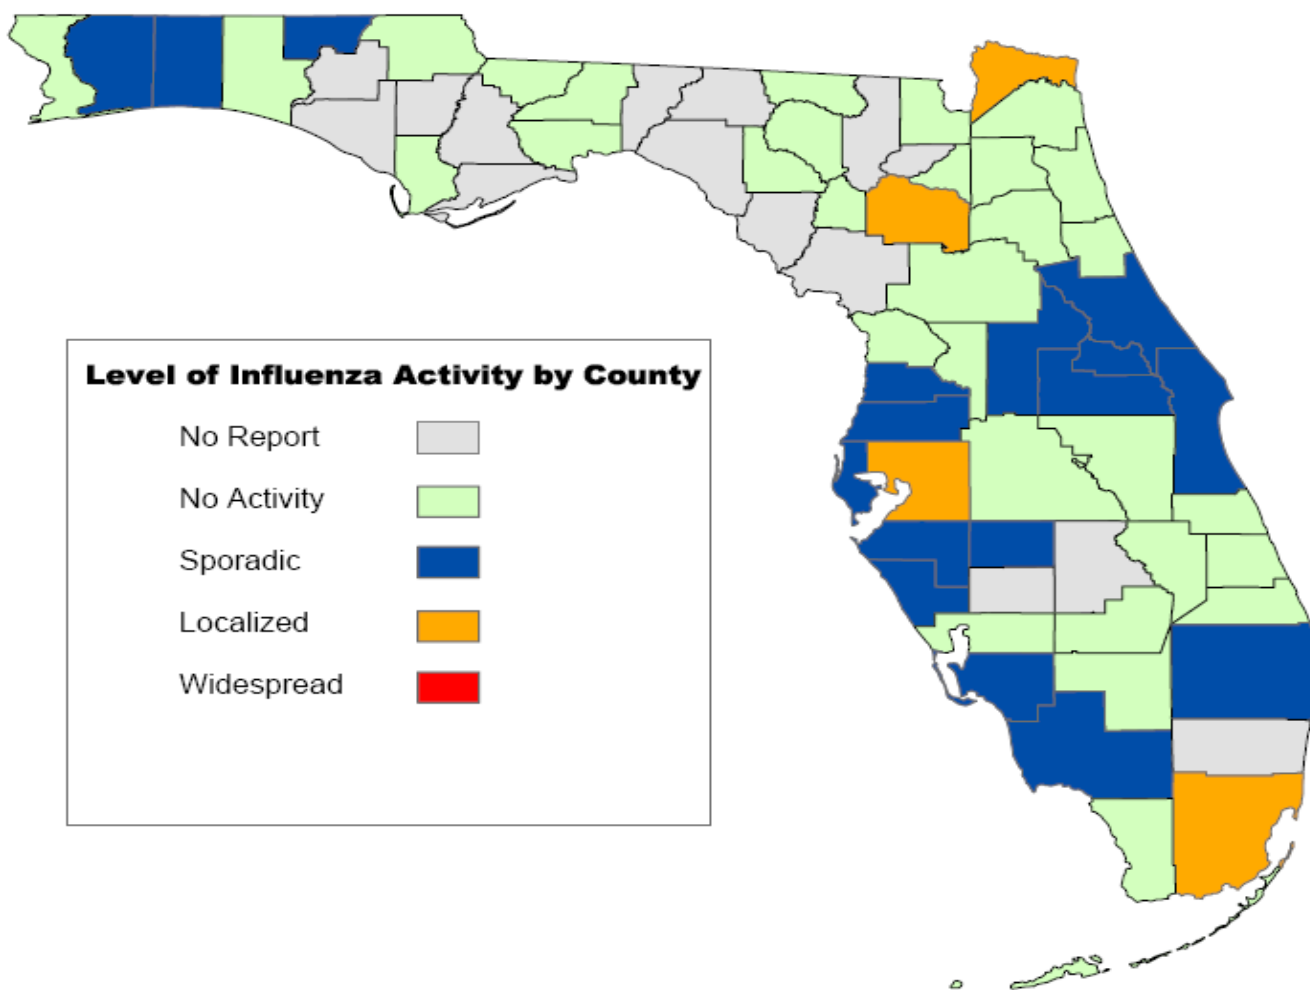 Level of Influenza Activity by County
No Report
No Activity
Sporadic
Localized
Widespread